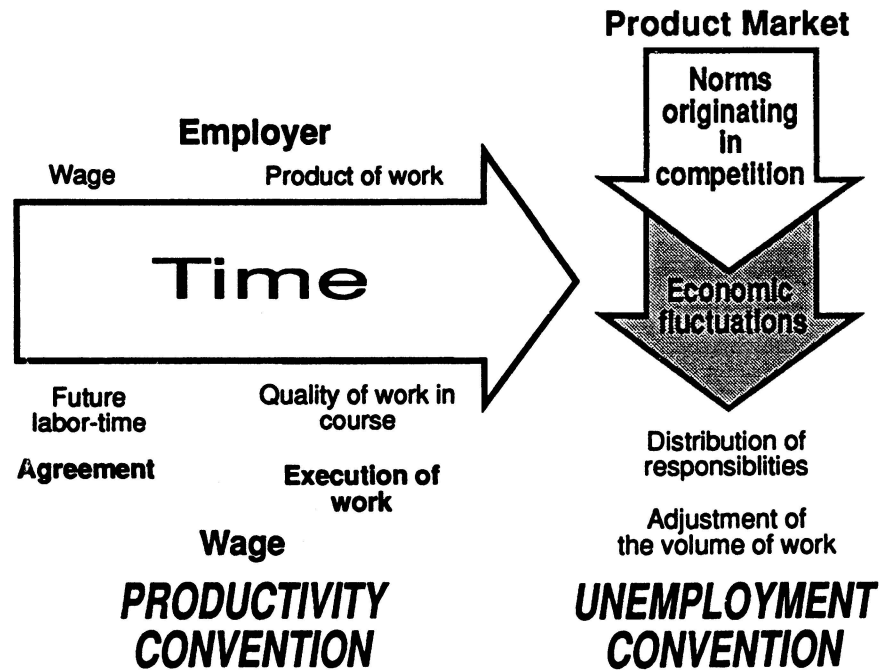 Product Market
Norms
originating
in
competition
Economic
fluctuations
Distribution of
responsiblities
Adjustment of
the volume of work
UNEMPLOYMENT
CONVENTION
Employer
Wage
Product of work
Time
Future
labor-time
Quality of work in
course
Agreement
Execution of
work
Wage
PRODUCTIVITY
CONVENTION